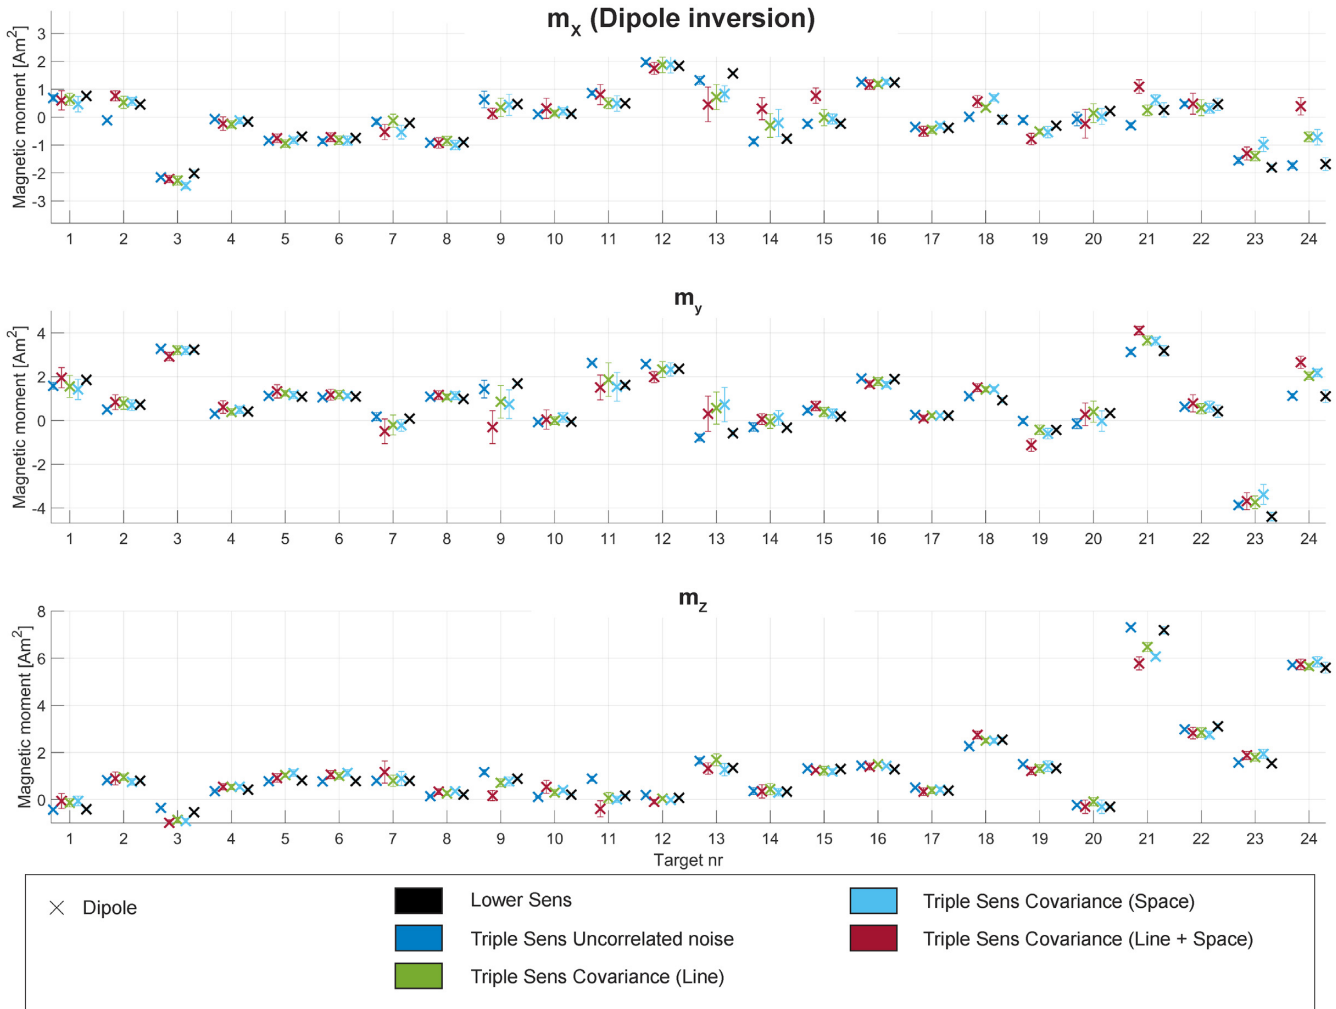 m_X (Dipole inversion)
Magnetic moment [Am²]
3
2
1
0
-1
-2
-3
1 2 3 4 5 6 7 8 9 10 11 12 13 14 15 16 17 18 19 20 21 22 23 24
m_y
Magnetic moment [Am²]
4
2
0
-2
-4
1 2 3 4 5 6 7 8 9 10 11 12 13 14 15 16 17 18 19 20 21 22 23 24
m_z
Magnetic moment [Am²]
8
6
4
2
0
1 2 3 4 5 6 7 8 9 10 11 12 13 14 15 16 17 18 19 20 21 22 23 24
Target nr
Dipole
Lower Sens
Triple Sens Uncorrelated noise
Triple Sens Covariance (Line)
Triple Sens Covariance (Space)
Triple Sens Covariance (Line + Space)